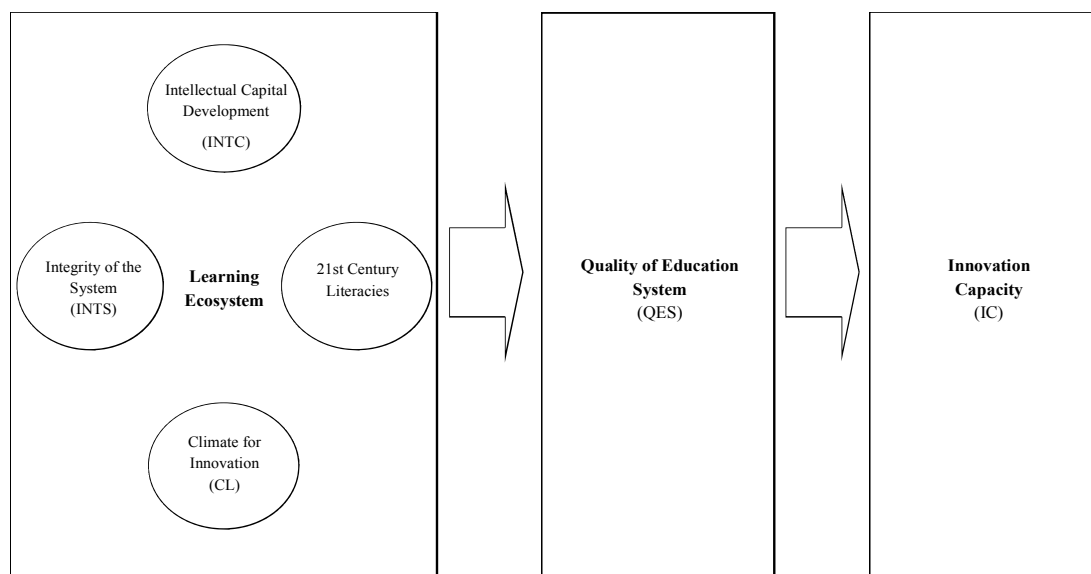 Intellectual Capital
Development
(INTC)
Integrity of the
System
(INTS)
Learning
Ecosystem
21st Century
Literacies
Climate for
Innovation
(CL)
Quality of Education
System
(QES)
Innovation
Capacity
(IC)